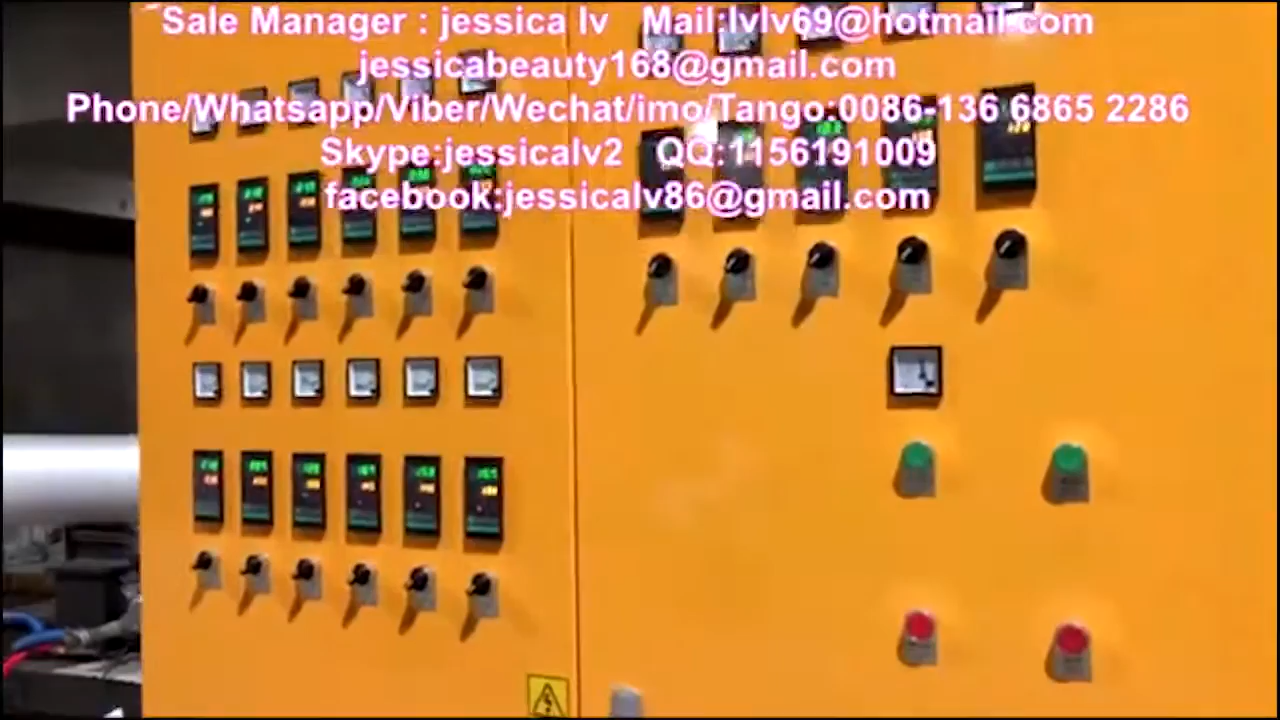 Sale Manager : jessica lv Mail:lvlv69@hotmail.com
jessicabeauty168@gmail.com
Phone/Whatsapp/Viber/Wechat/imo/Tango:0086-136 6865 2286
Skype:jessicalv2 QQ:1156191009
facebook:jessicalv86@gmail.com